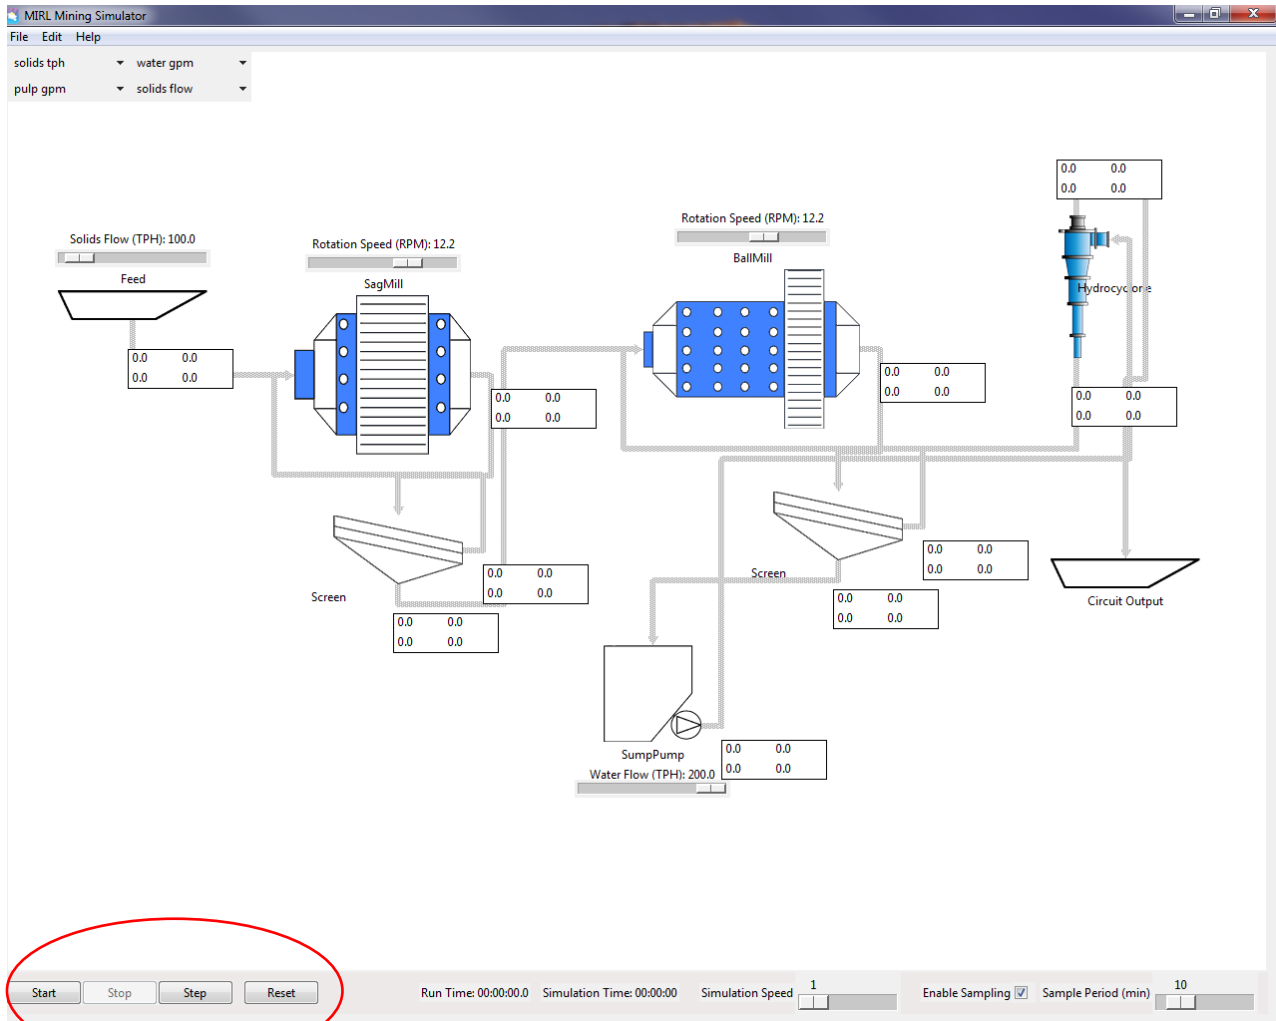 MIRL Mining Simulator
File Edit Help
solids tph water gpm
pulp gpm solids flow
0.0 0.0
0.0 0.0
Rotation Speed (RPM): 12.2
Solids Flow (TPH): 100.0
Rotation Speed (RPM): 12.2
BallMill
Feed
SagMill
Hydrocyclone
0.0 0.0
0.0 0.0
0.0 0.0
0.0 0.0
0.0 0.0
0.0 0.0
0.0 0.0
0.0 0.0
0.0 0.0
0.0 0.0
Screen
0.0 0.0
0.0 0.0
Screen
0.0 0.0
0.0 0.0
Circuit Output
0.0 0.0
0.0 0.0
SumpPump
0.0 0.0
0.0 0.0
Water Flow (TPH): 200.0
Start Stop Step Reset Run Time: 00:00:00.0 Simulation Time: 00:00:00 Simulation Speed 1 Enable Sampling Sample Period (min) 10